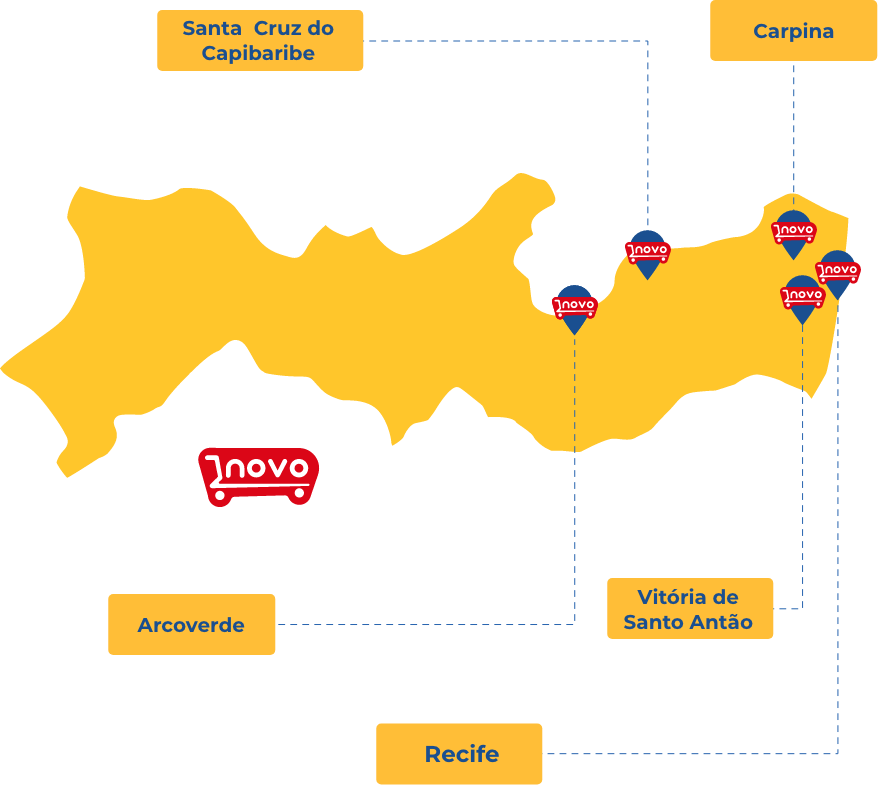 Santa Cruz do
Capibaribe
Carpina
novo
novo
novo
novo
novo
novo
Arcoverde
Vitória de
Santo Antão
Recife